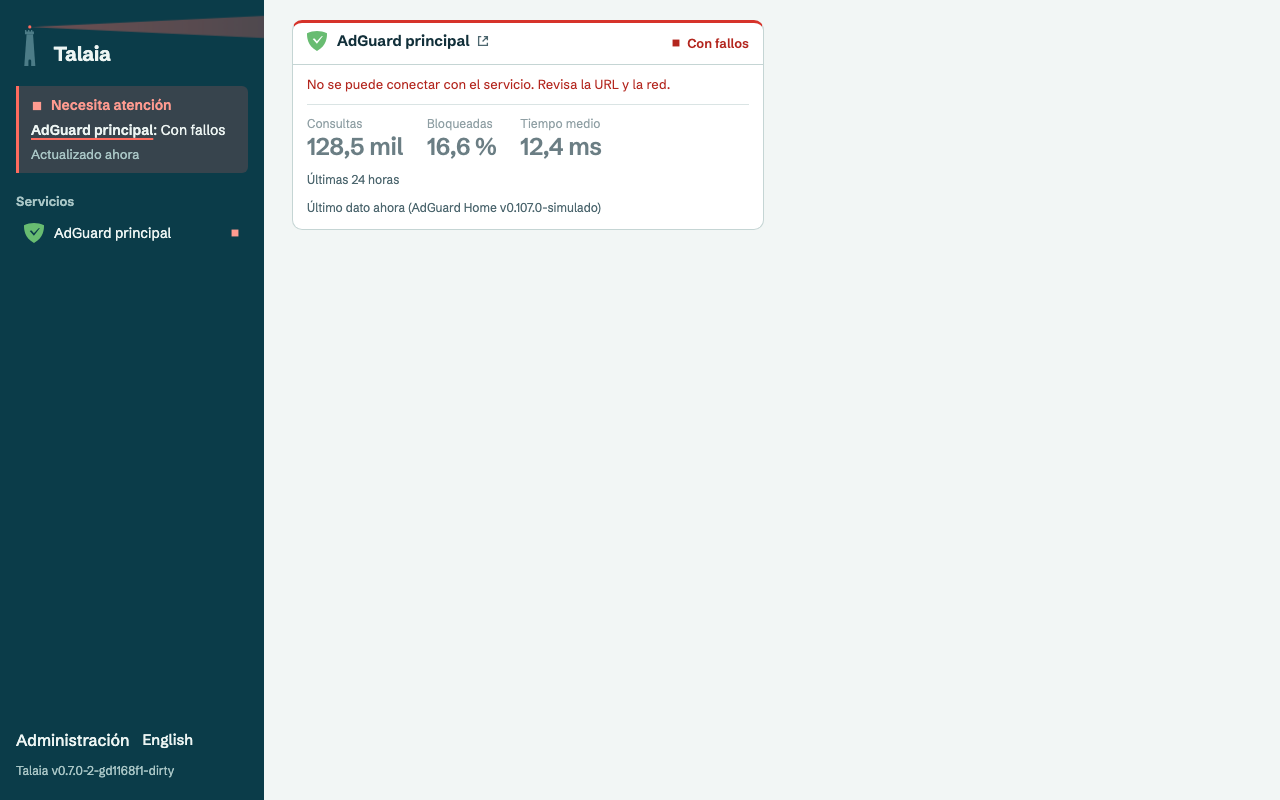 Talaia
Necesita atención
AdGuard principal: Con fallos
Actualizado ahora
Servicios
AdGuard principal
Administración English
Talaia v0.7.0-2-gd1168f1-dirty
AdGuard principal
Con fallos
No se puede conectar con el servicio. Revisa la URL y la red.
Consultas Bloqueadas Tiempo medio
128,5 mil 16,6 % 12,4 ms
Últimas 24 horas
Último dato ahora (AdGuard Home v0.107.0-simulado)